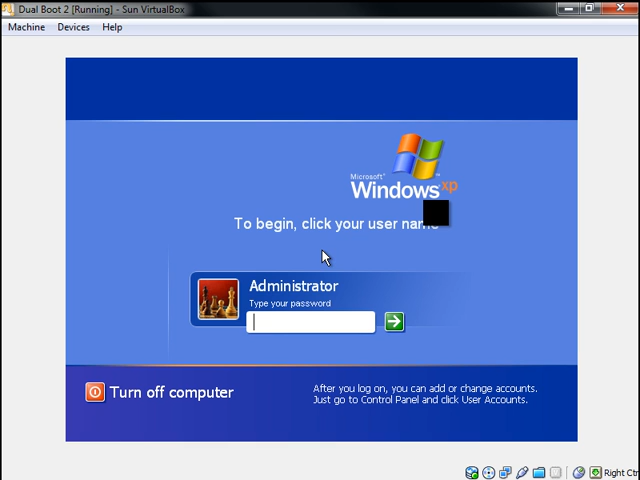 Dual Boot 2 [Running] - Sun VirtualBox
Machine Devices Help
Microsoft
Windows xp
To begin, click your user name
Administrator
Type your password
Turn off computer
After you log on, you can add or change accounts.
Just go to Control Panel and click User Accounts.
Right Ctr